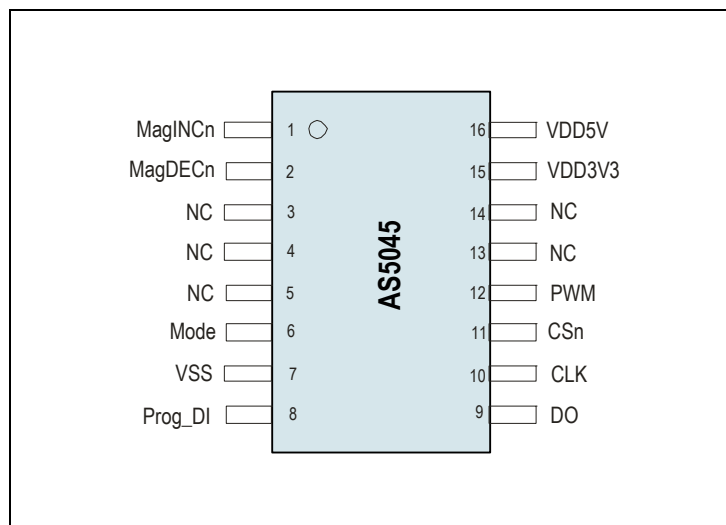 MagINCn 1 16 VDD5V
MagDECn 2 15 VDD3V3
NC 3 14 NC
NC 4 13 NC
NC 5 12 PWM
Mode 6 11 CSn
VSS 7 10 CLK
Prog_DI 8 9 DO
AS5045